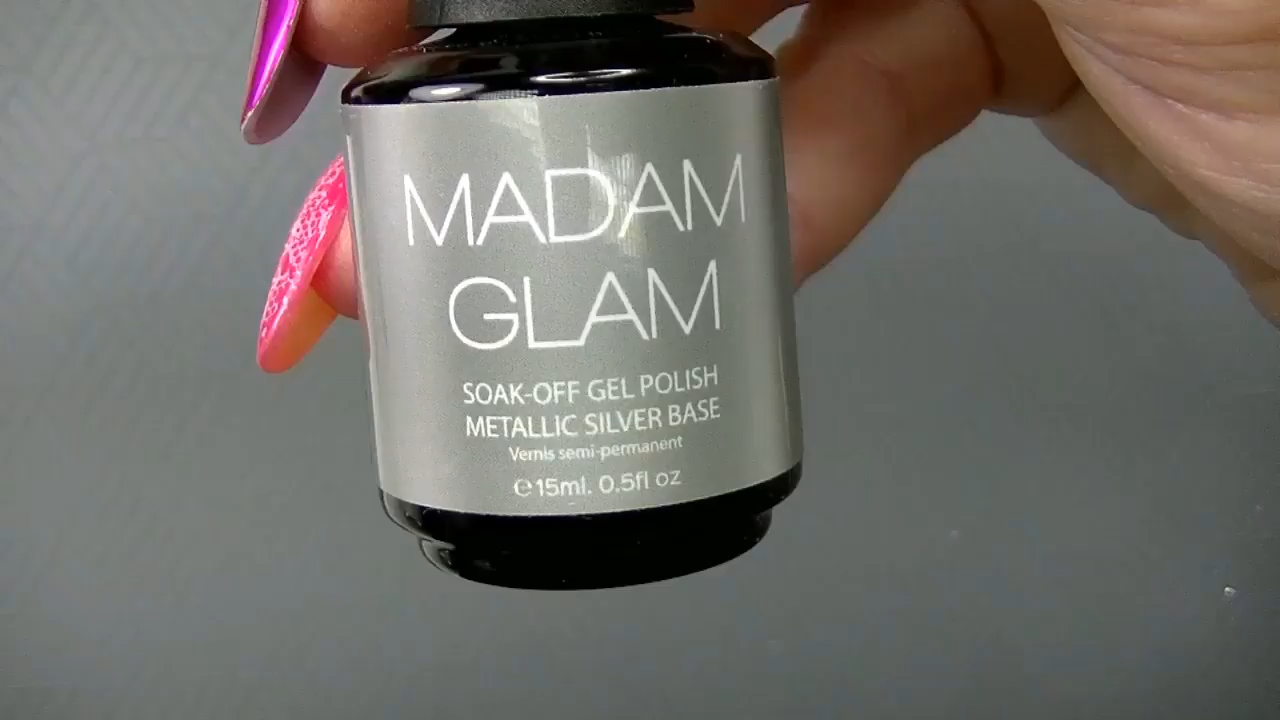 MADAM
GLAM
SOAK-OFF GEL POLISH
METALLIC SILVER BASE
Vernis semi-permanent
℮15ml. 0.5fl oz